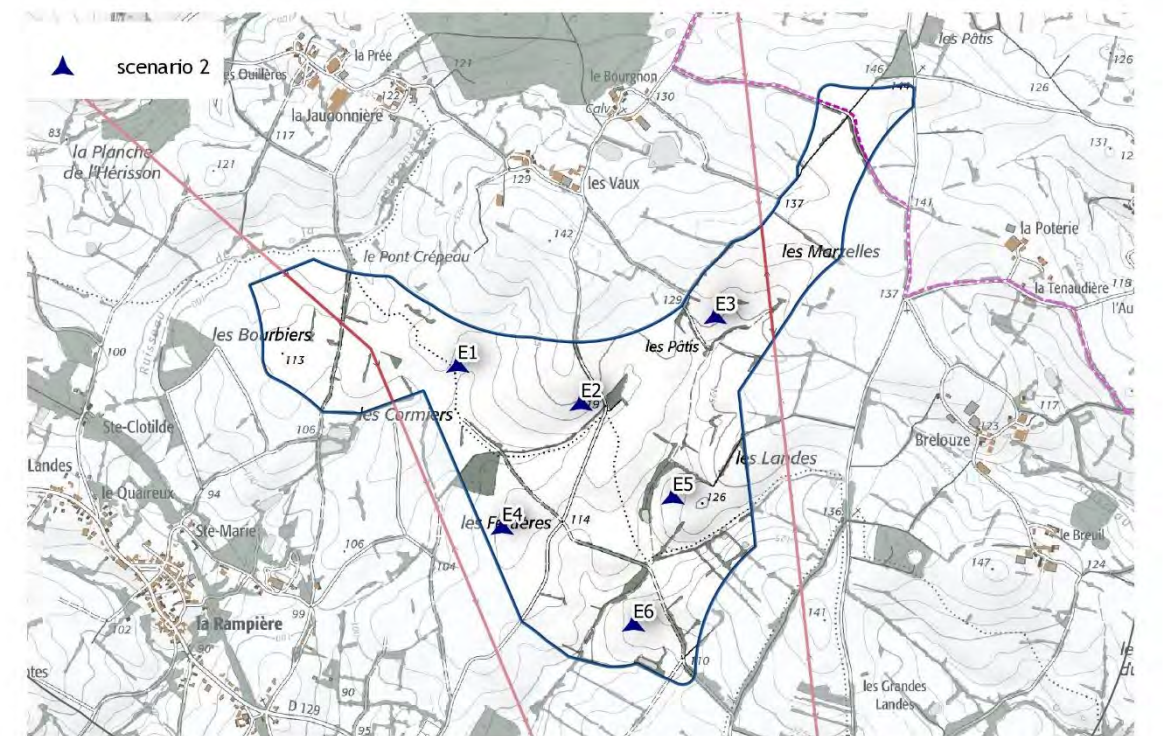 scenario 2
la Prée
121
les Pâtis
146
144
126
126
131
le Bourgnon
Calv.
130
122
la Jaudonnière
83
la Planche
de l'Hérisson
117
121
129
les Vaux
137
141
142
la Poterie
le Pont Crépeau
les Marzelles
la Tenaudière
118
l'Au
137
129
E3
les Pâtis
les Bourbiers
113
100
E1
E2
les Cormiers
106
Ste-Clotilde
117
123
Brelouze
les Landes
Landes
le Quaireux
94
E5
126
Ste-Marie
E4
114
136
106
104
le Breuil
147
124
99
E6
141
102
la Rampière
90
110
90
les Grandes
Landes
D 129
95